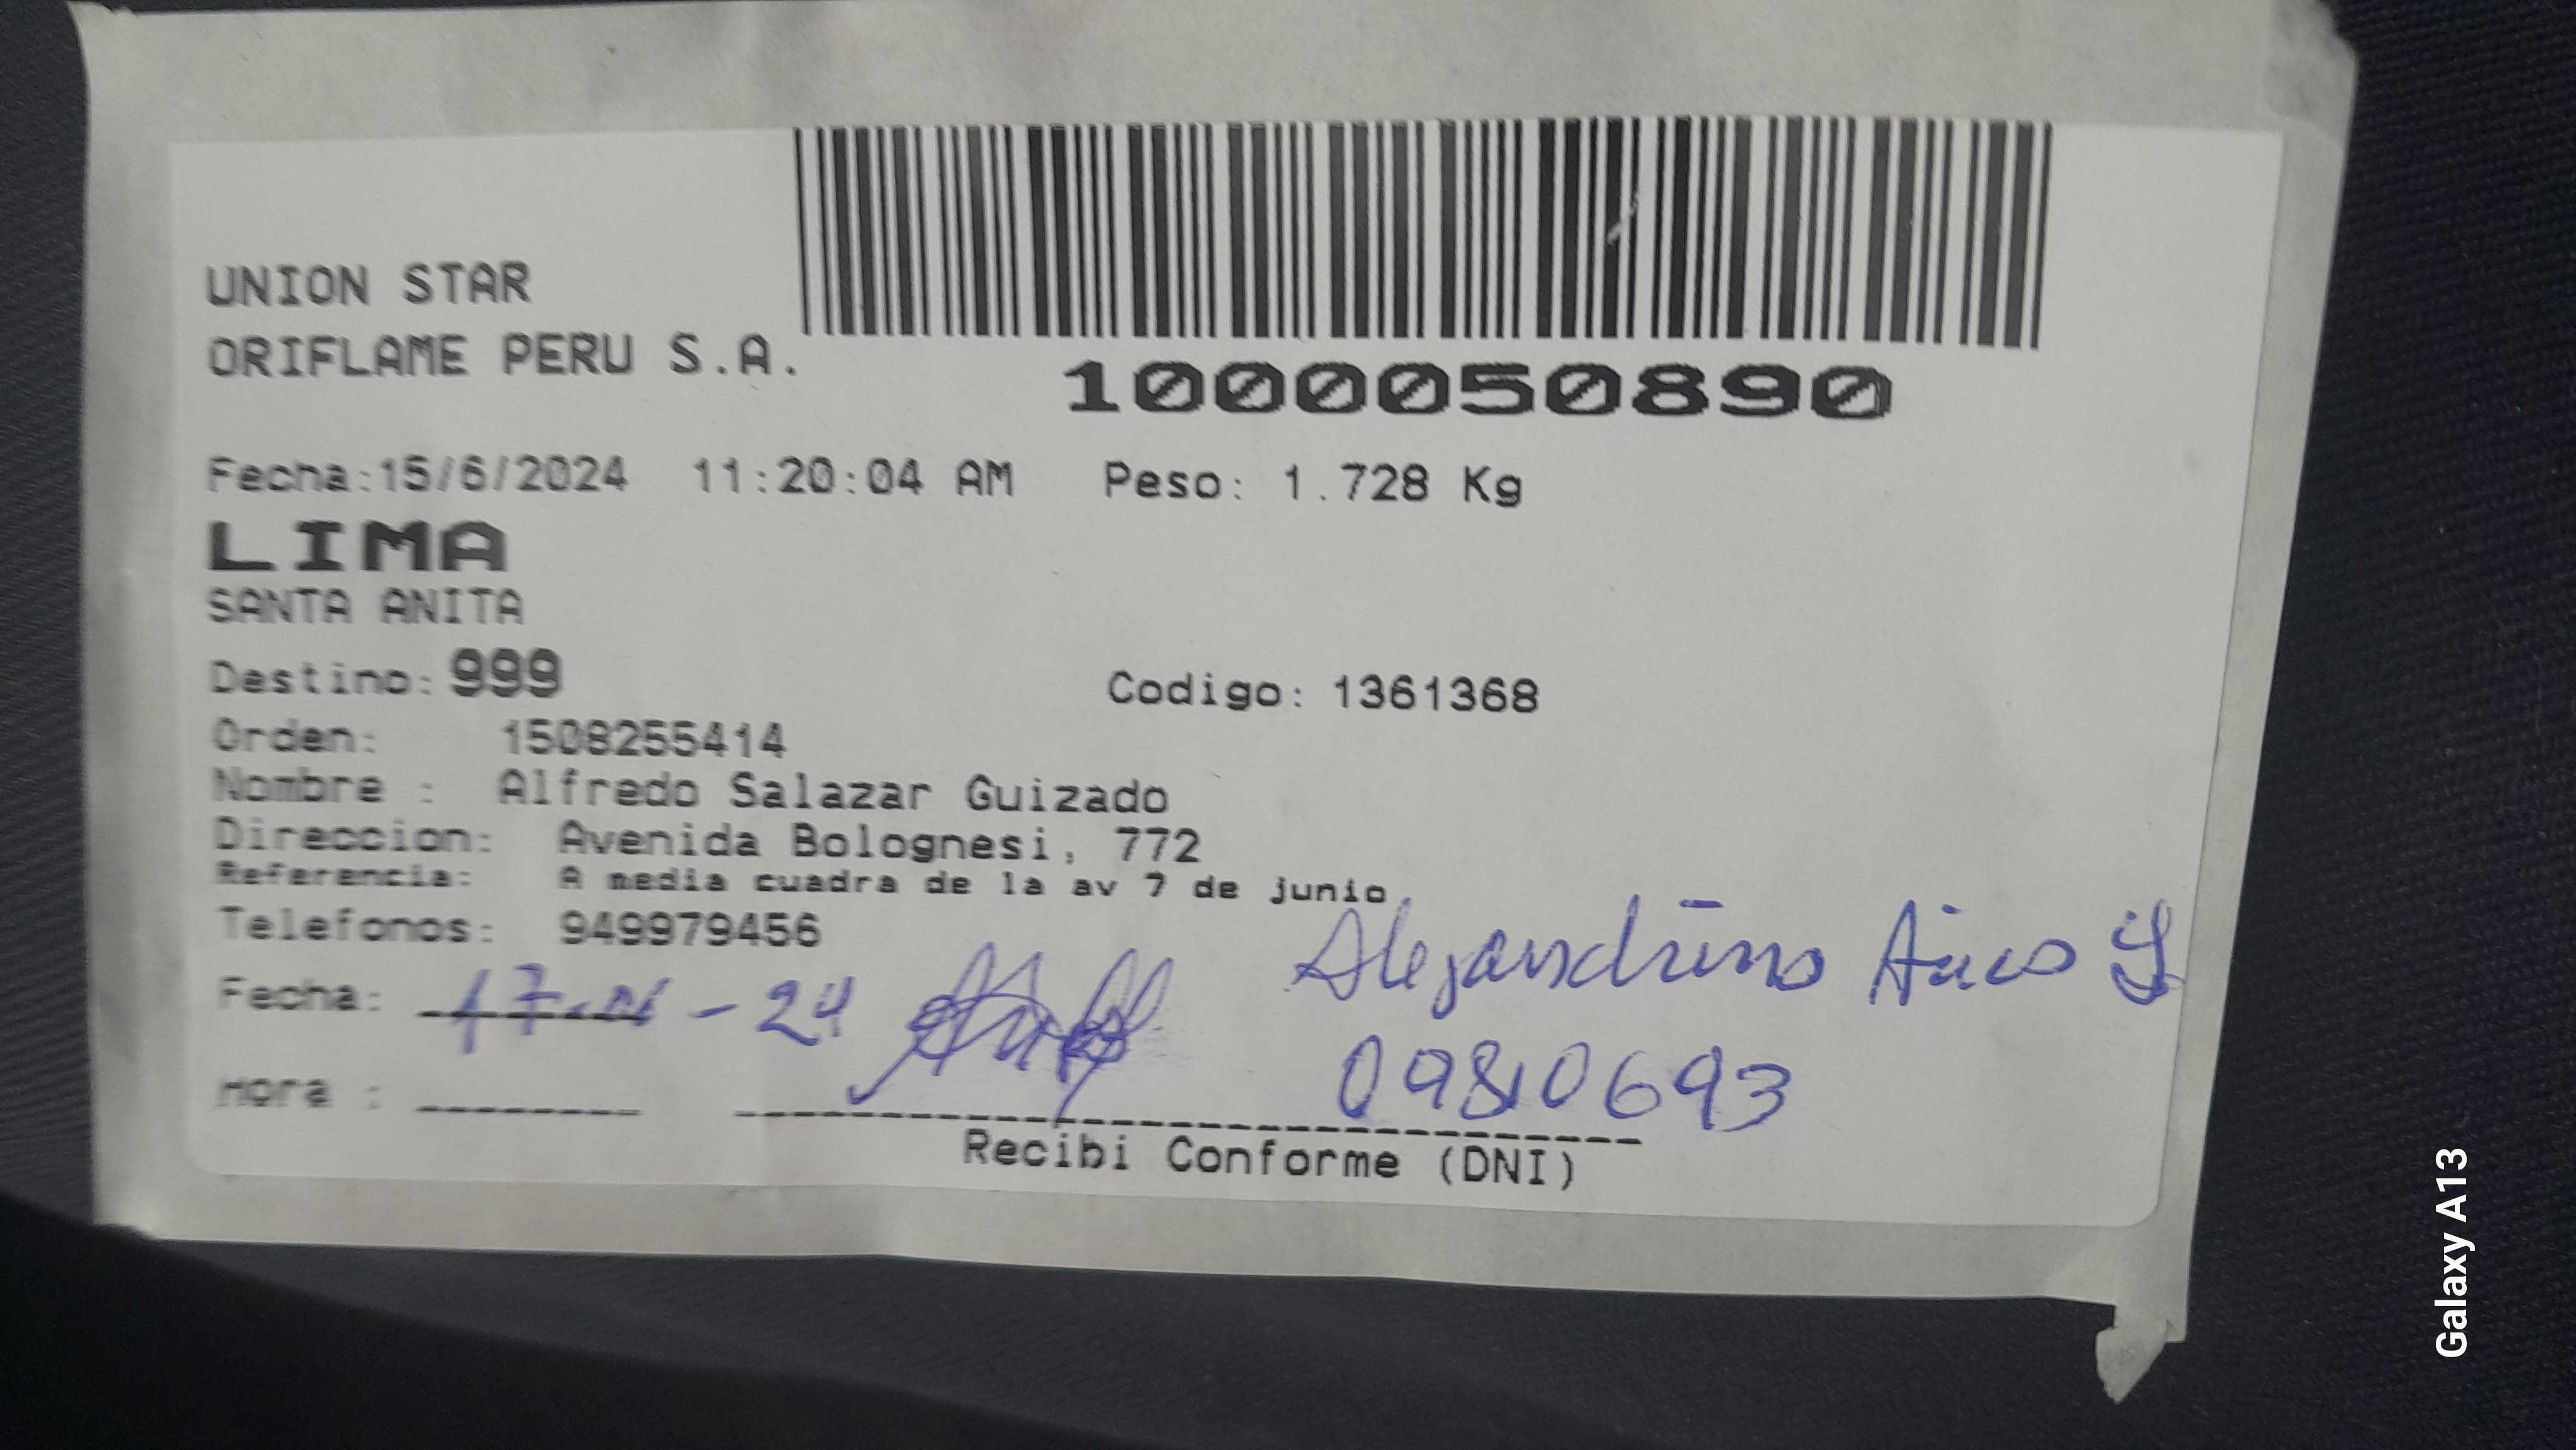 UNION STAR
ORIFLAME PERU S.A.
1000050890
Fecha:15/6/2024 11:20:04 AM Peso: 1.728 Kg
LIMA
SANTA ANITA
Destino: 999 Codigo: 1361368
Orden: 1508255414
Nombre : Alfredo Salazar Guizado
Direccion: Avenida Bolognesi, 772
Referencia: A media cuadra de la av 7 de junio
Telefonos: 949979456
Alejandrino
Fecha: 17-06-24
09810693
Hora :
Recibi Conforme (DNI)
Galaxy A13